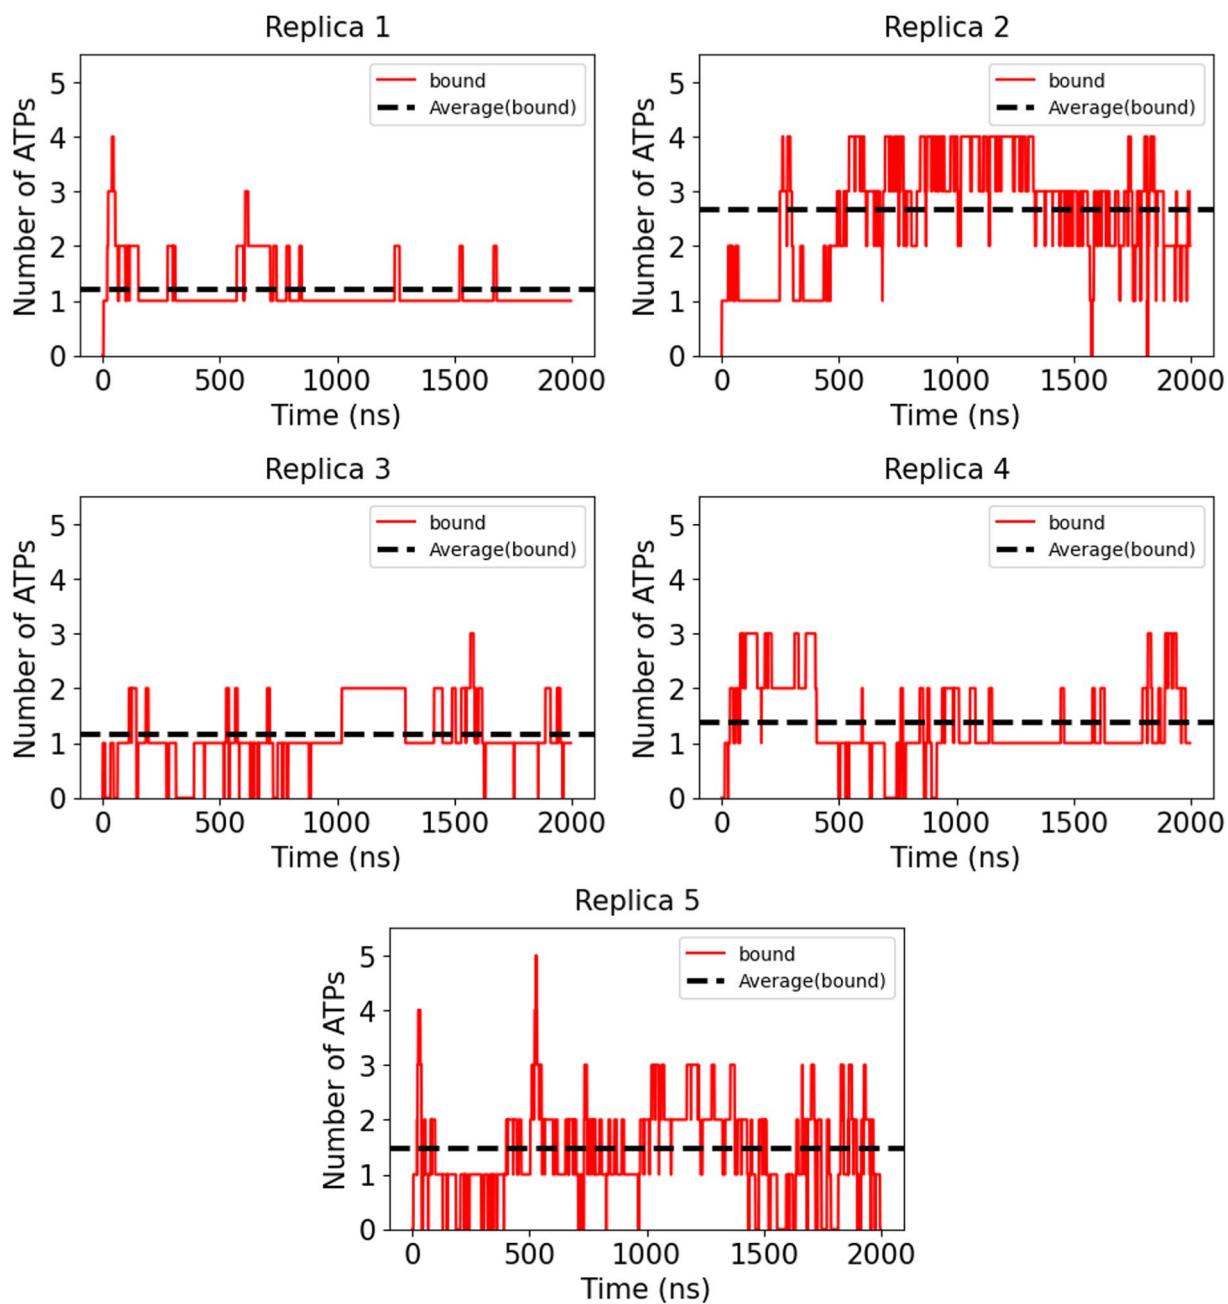 Replica 1
Number of ATPs
5
4
3
2
1
0
bound
Average(bound)
0 500 1000 1500 2000
Time (ns)
Replica 2
Number of ATPs
5
4
3
2
1
0
bound
Average(bound)
0 500 1000 1500 2000
Time (ns)
Replica 3
Number of ATPs
5
4
3
2
1
0
bound
Average(bound)
0 500 1000 1500 2000
Time (ns)
Replica 4
Number of ATPs
5
4
3
2
1
0
bound
Average(bound)
0 500 1000 1500 2000
Time (ns)
Replica 5
Number of ATPs
5
4
3
2
1
0
bound
Average(bound)
0 500 1000 1500 2000
Time (ns)